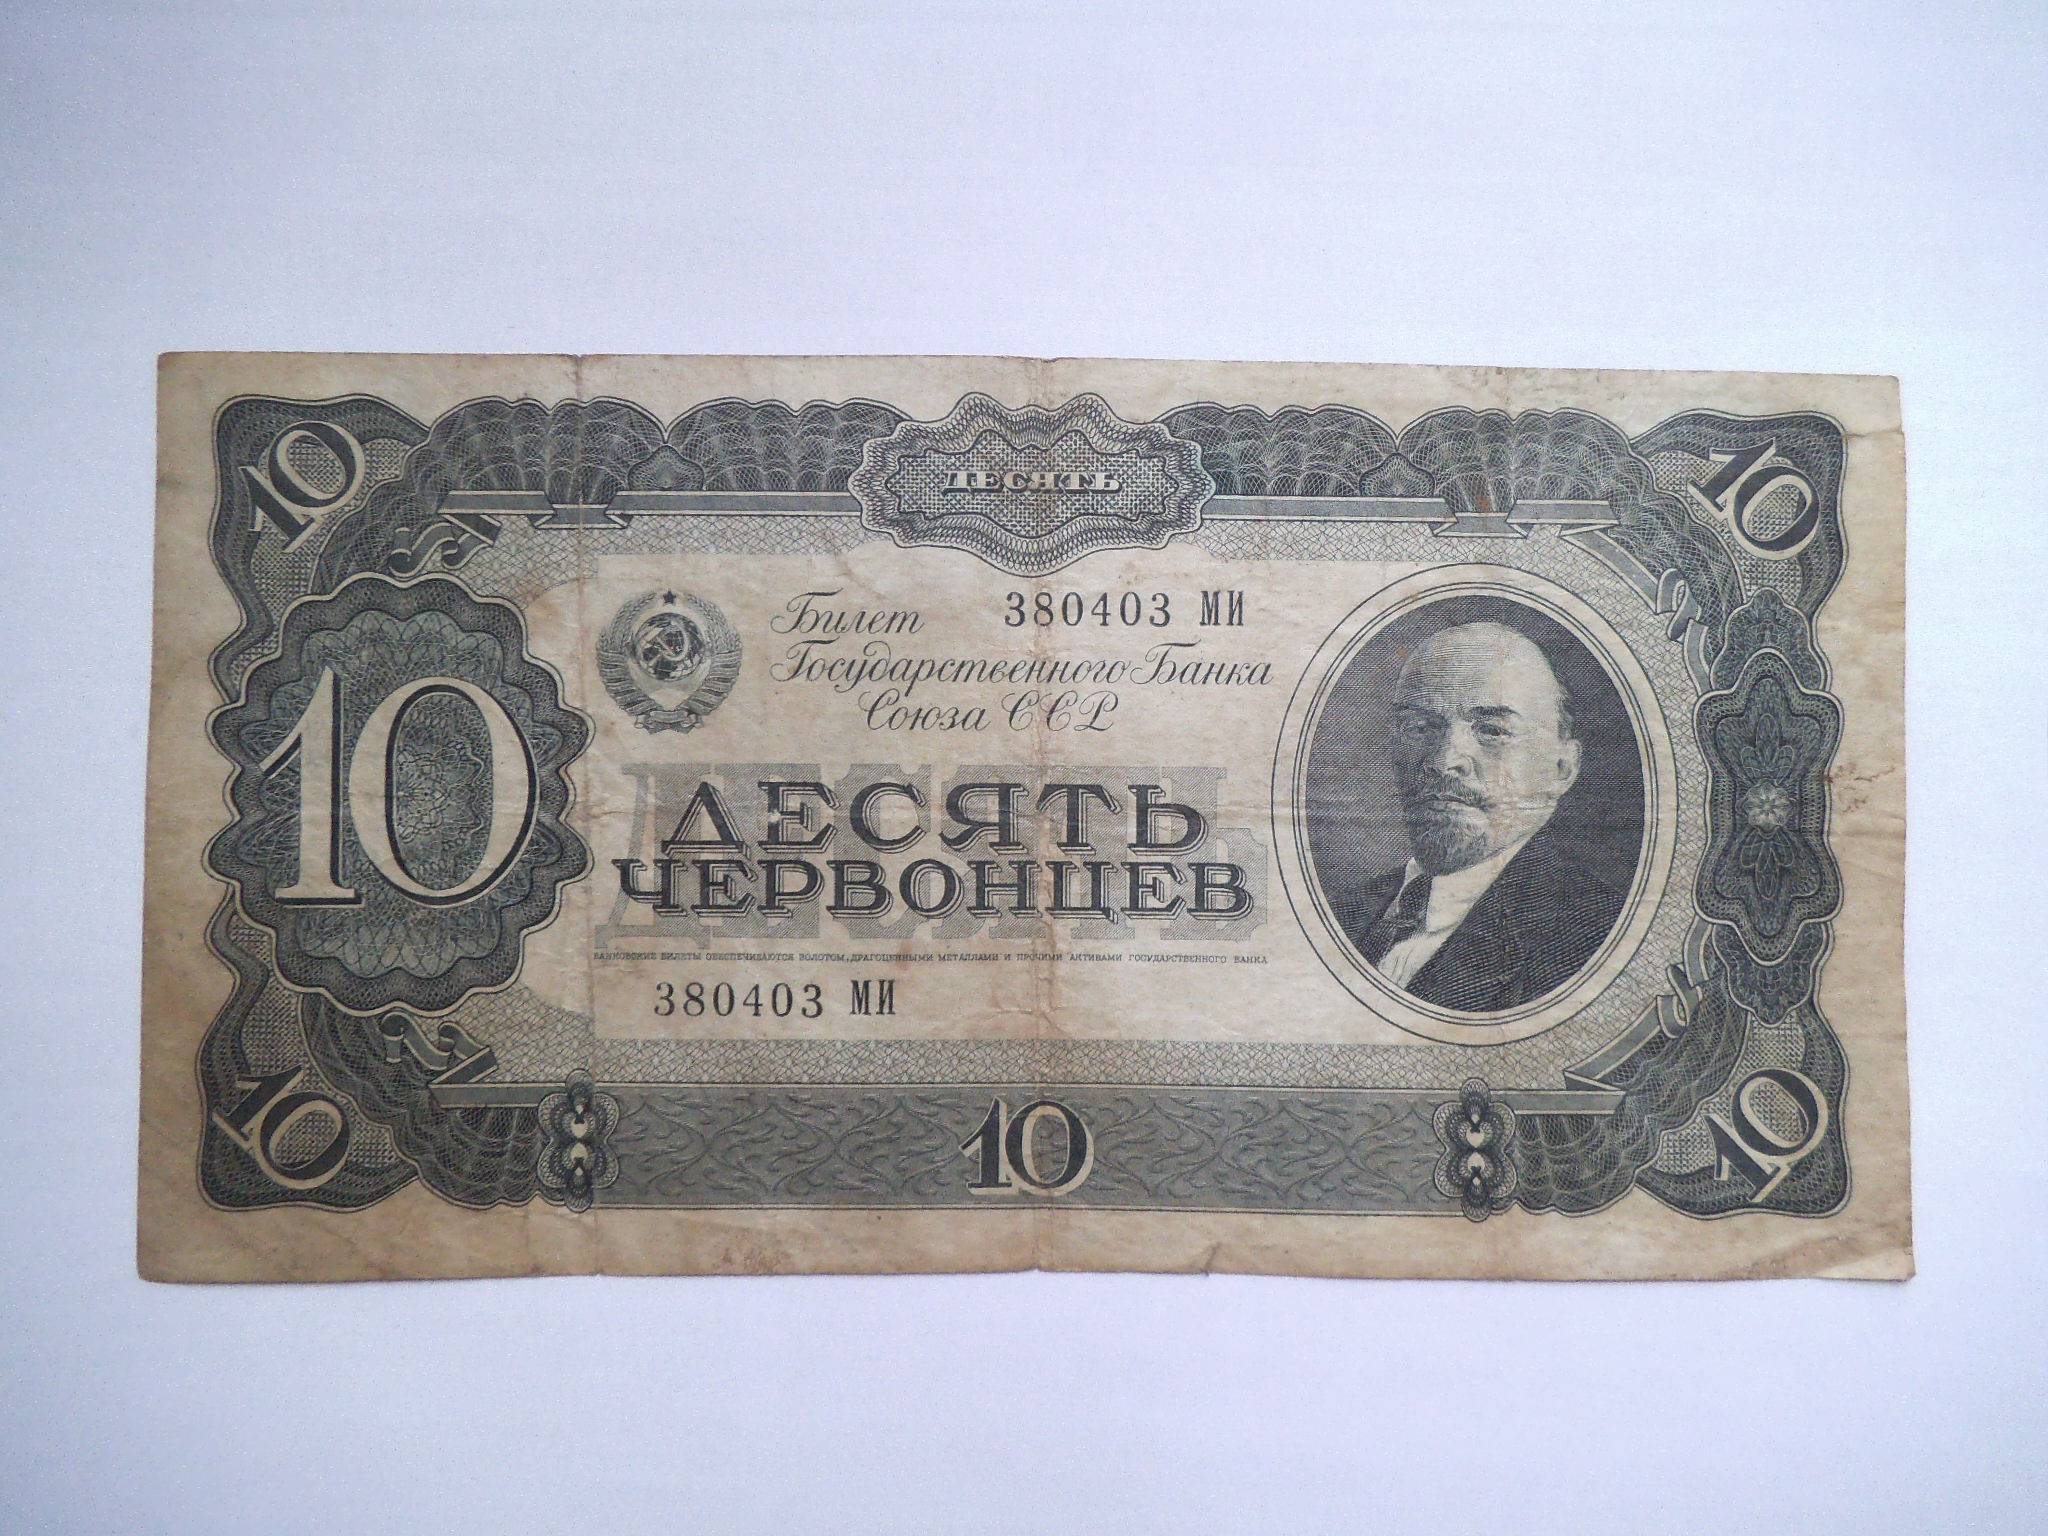 10
ДЕСЯТЬ
10
Билет 380403 МИ
Государственного Банка
Союза ССР
10
ДЕСЯТЬ
ДЕСЯТЬ
ЧЕРВОНЦЕВ
БАНКОВСКИЕ БИЛЕТЫ ОБЕСПЕЧИВАЮТСЯ ЗОЛОТОМ, ДРАГОЦЕННЫМИ МЕТАЛЛАМИ И ПРОЧИМИ АКТИВАМИ ГОСУДАРСТВЕННОГО БАНКА
380403 МИ
10
10
10